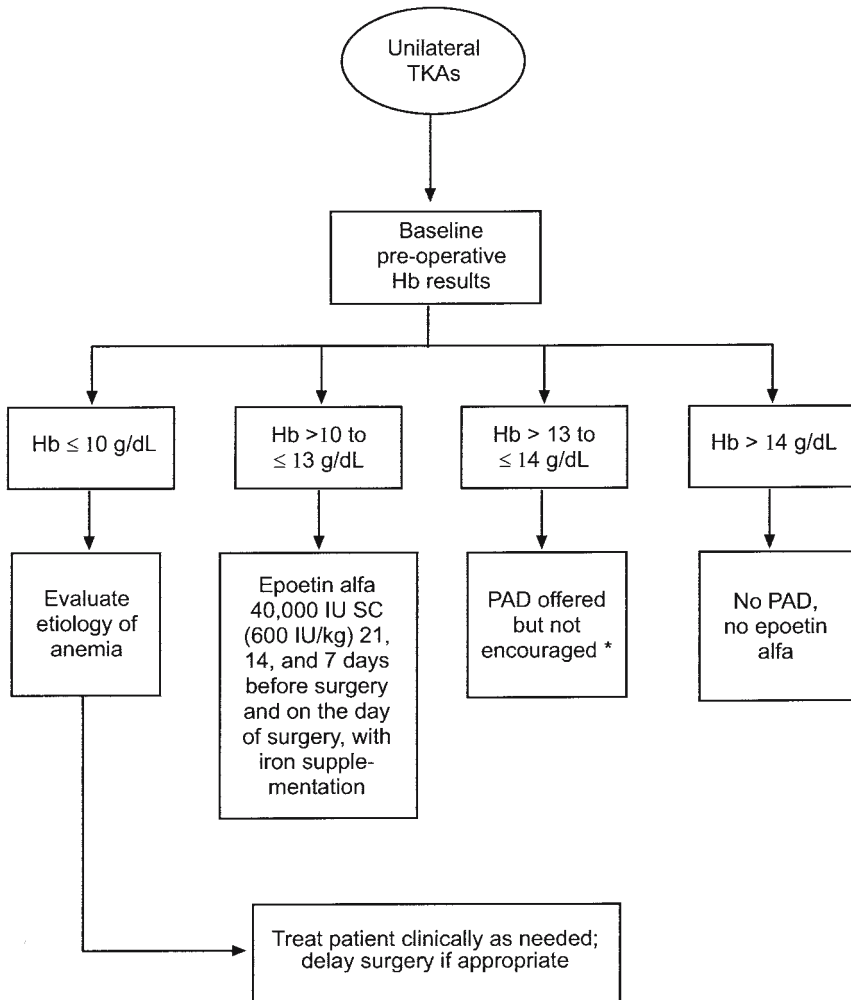 Unilateral
TKAs
Baseline
pre-operative
Hb results
Hb ≤ 10 g/dL
Hb >10 to
≤ 13 g/dL
Hb > 13 to
≤ 14 g/dL
Hb > 14 g/dL
Evaluate
etiology of
anemia
Epoetin alfa
40,000 IU SC
(600 IU/kg) 21,
14, and 7 days
before surgery
and on the day
of surgery, with
iron supple-
mentation
PAD offered
but not
encouraged *
No PAD,
no epoetin
alfa
Treat patient clinically as needed;
delay surgery if appropriate